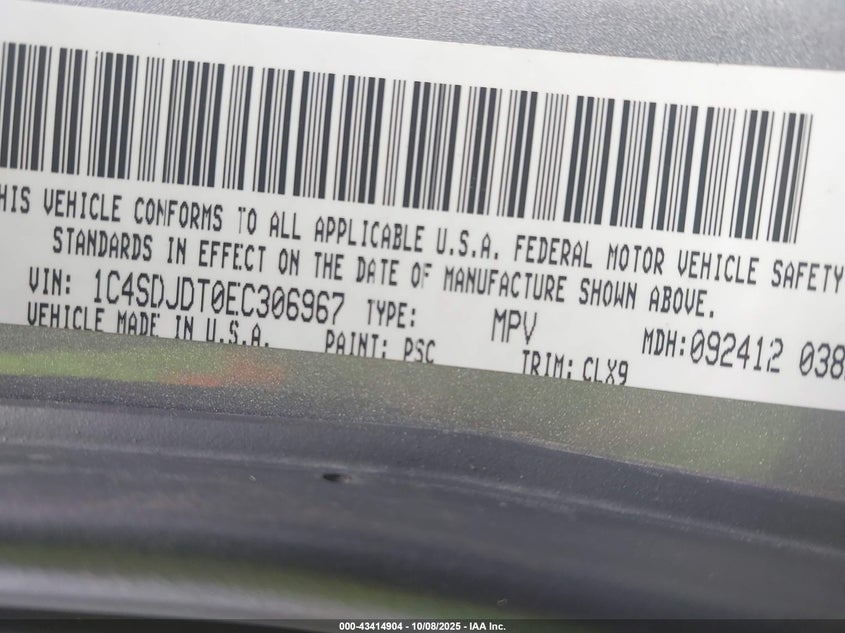 HIS VEHICLE CONFORMS TO ALL APPLICABLE U.S.A. FEDERAL MOTOR VEHICLE SAFETY
STANDARDS IN EFFECT ON THE DATE OF MANUFACTURE SHOWN ABOVE.
VIN: 1C4SDJDT0EC306967 TYPE: MPV MDH:092412 038
VEHICLE MADE IN U.S.A. PAINT: PSC TRIM: CLX9
000-43414904 - 10/08/2025 - IAA Inc.